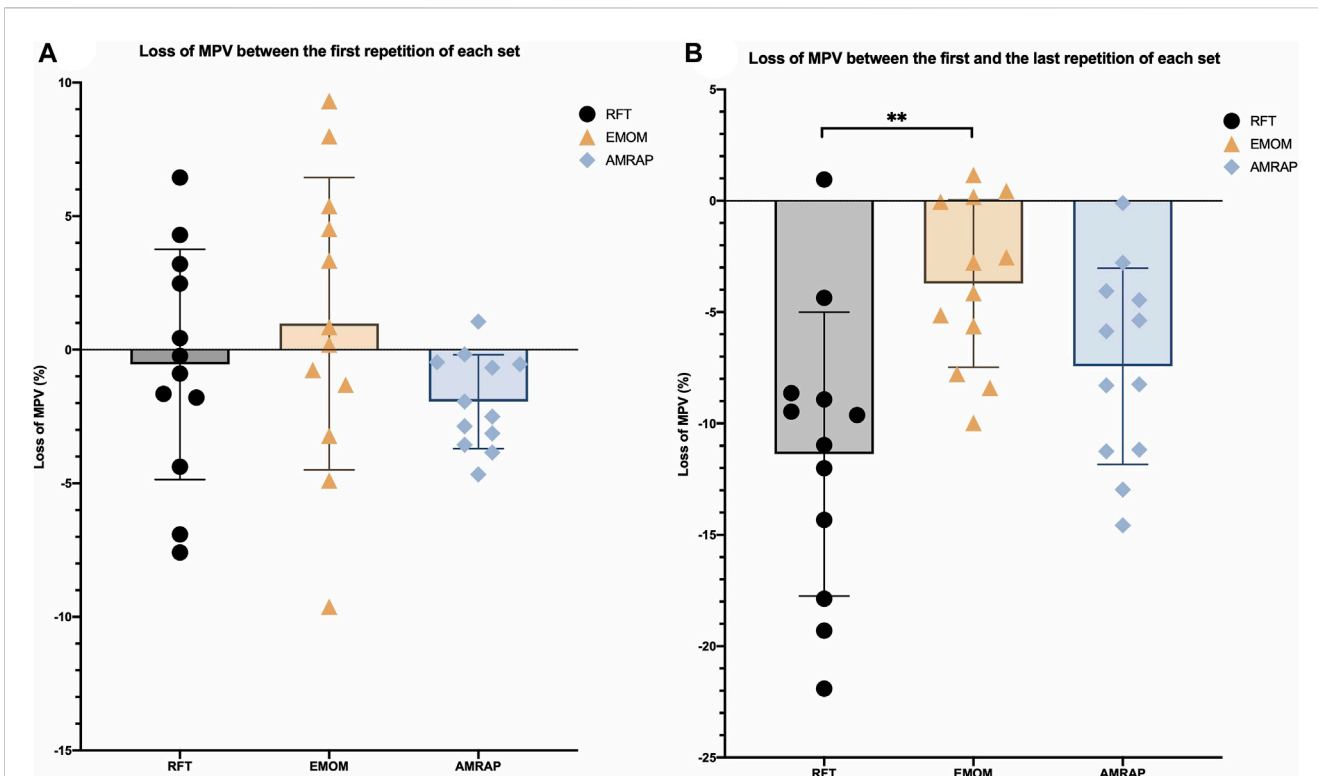 A
Loss of MPV between the first repetition of each set
10
5
0
-5
-10
-15
Loss of MPV (%)
RFT
EMOM
AMRAP
RFT
EMOM
AMRAP
B
Loss of MPV between the first and the last repetition of each set
5
0
-5
-10
-15
-20
-25
Loss of MPV (%)
**
RFT
EMOM
AMRAP
RFT
EMOM
AMRAP